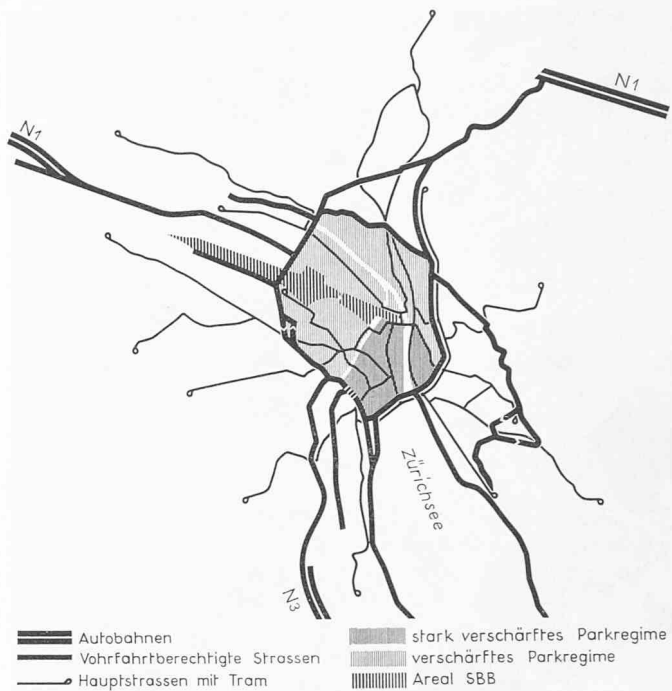 N1
N1
Zürichsee
N3
Autobahnen
Vohrfahrtberechtigte Strassen
Hauptstrassen mit Tram
stark verschärftes Parkregime
verschärftes Parkregime
Areal SBB